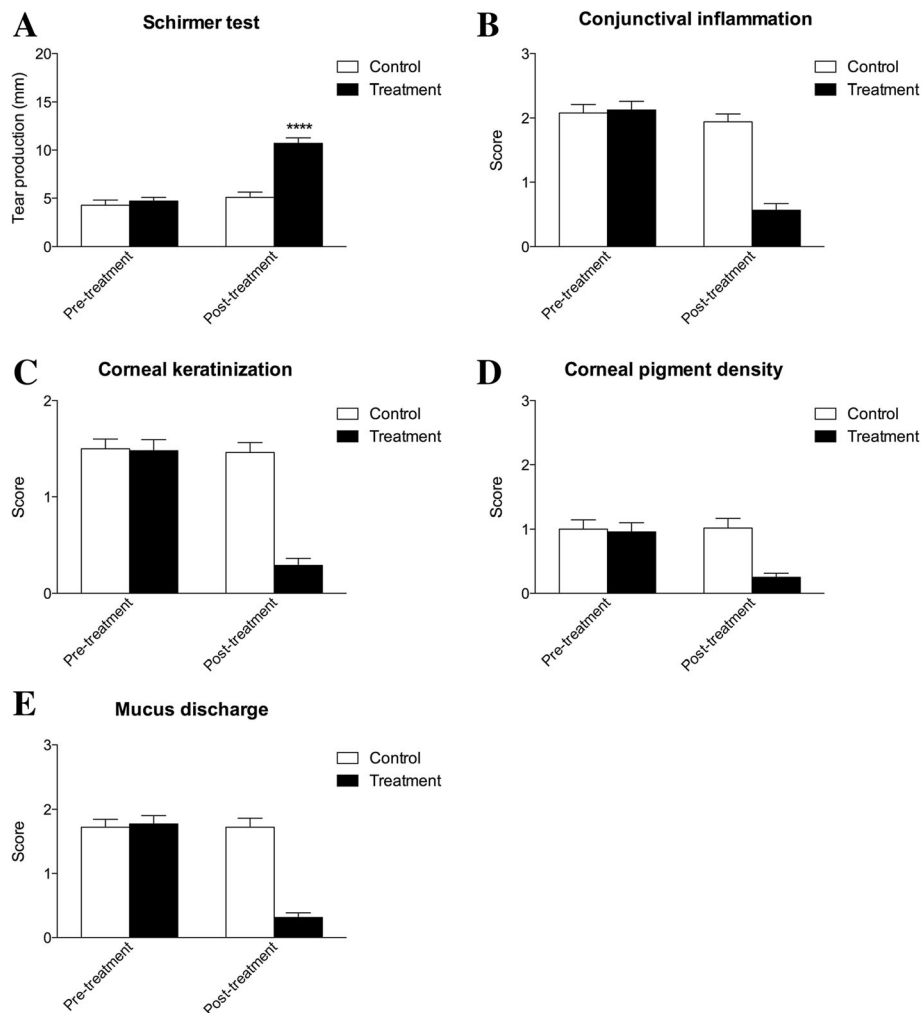 A
Schirmer test
Tear production (mm)
20
15
10
5
0
****
Control
Treatment
Pre-treatment
Post-treatment
B
Conjunctival inflammation
Score
3
2
1
0
Control
Treatment
Pre-treatment
Post-treatment
C
Corneal keratinization
Score
2
1
0
Control
Treatment
Pre-treatment
Post-treatment
D
Corneal pigment density
Score
3
2
1
0
Control
Treatment
Pre-treatment
Post-treatment
E
Mucus discharge
Score
3
2
1
0
Control
Treatment
Pre-treatment
Post-treatment